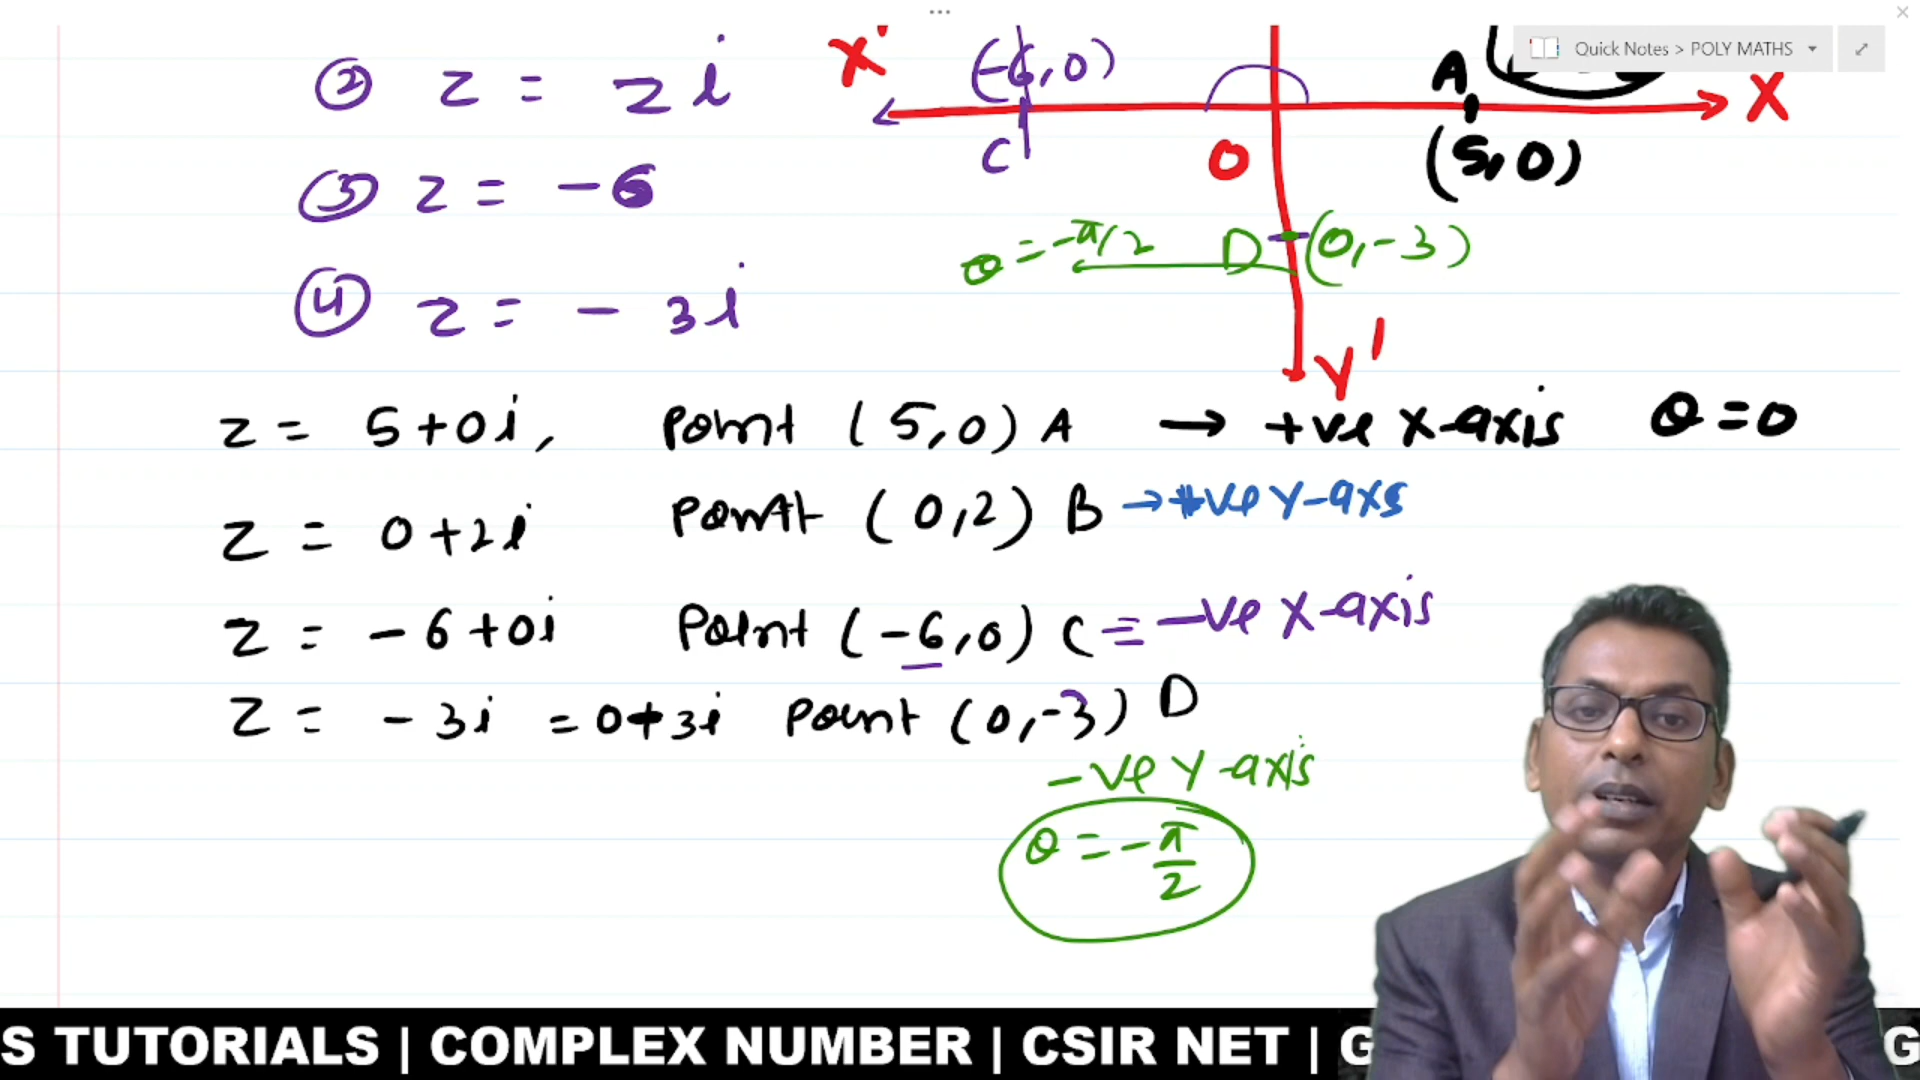 Quick Notes > POLY MATHS
② z = 2i
③ z = -6
④ z = -3i
X'
(-6,0)
A
X
C
O
(5,0)
θ = -π/2
D
(0,-3)
Y'
z = 5+0i, point (5,0) A → +ve X-axis θ=0
z = 0+2i point (0,2) B → +ve Y-axs
z = -6+0i Point (-6,0) C = -ve X-axis
z = -3i = 0+3i point (0,-3) D
-ve Y-axis
θ = -π/2
S TUTORIALS | COMPLEX NUMBER | CSIR NET | G
G